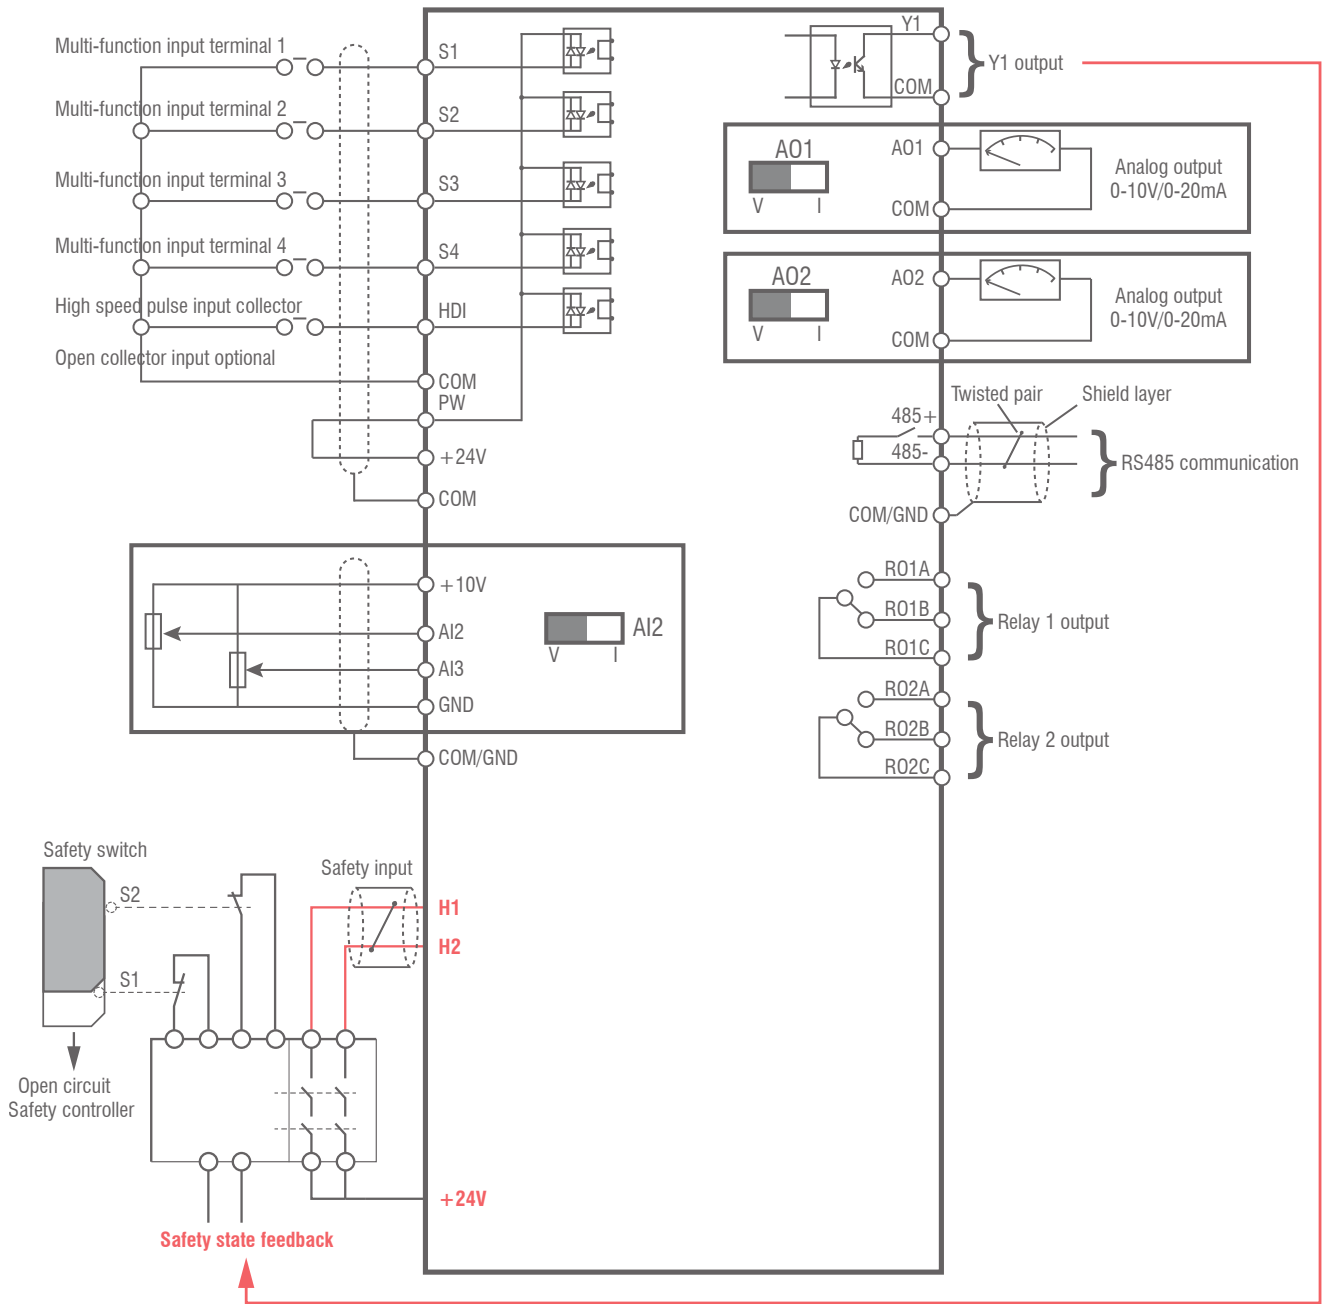 Multi-function input terminal 1
S1
Multi-function input terminal 2
S2
Multi-function input terminal 3
S3
Multi-function input terminal 4
S4
High speed pulse input collector
HDI
Open collector input optional
COM
PW
+24V
COM
+10V
AI2
AI3
GND
COM/GND
AI2
V I
Y1
COM
Y1 output
AO1
V I
AO1
COM
Analog output
0-10V/0-20mA
AO2
V I
AO2
COM
Analog output
0-10V/0-20mA
Twisted pair
Shield layer
485+
485-
RS485 communication
COM/GND
RO1A
RO1B
RO1C
Relay 1 output
RO2A
RO2B
RO2C
Relay 2 output
Safety switch
S2
S1
Safety input
H1
H2
Open circuit
Safety controller
+24V
Safety state feedback